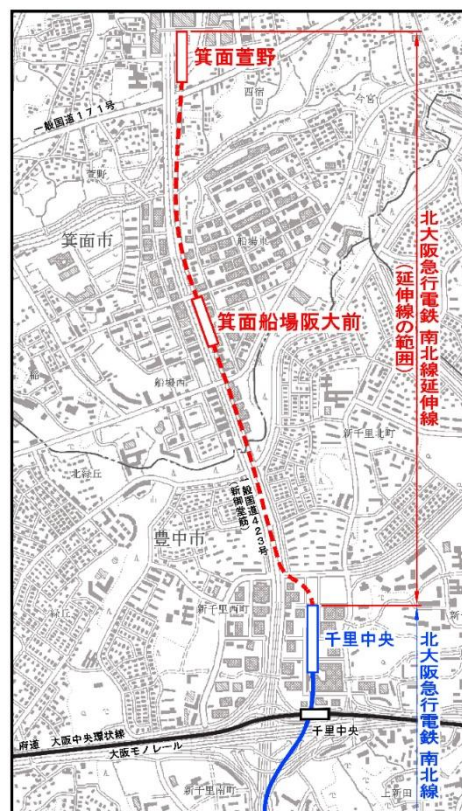 箕面萱野
西宿
今宮
一般国道171号
萱野
箕面市
船場東
北大阪急行電鉄 南北線延伸線
(延伸線の範囲)
箕面船場阪大前
船場西
新千里北町
北緑丘
一般国道423号
(新御堂筋)
豊中市
新千里西町
千里中央
北大阪急行電鉄 南北線
千里中央
府道 大阪中央環状線
大阪モノレール
新千里南町
上新田